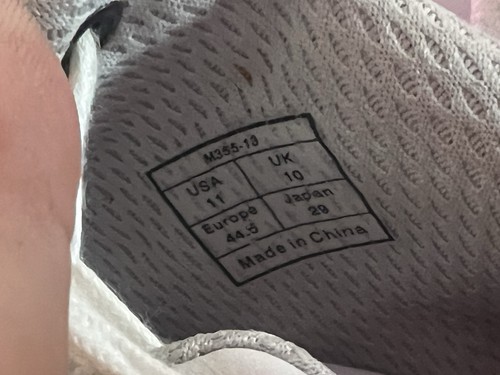 M355-13
USA UK
11 10
Europe Japan
44.5 29
Made in China